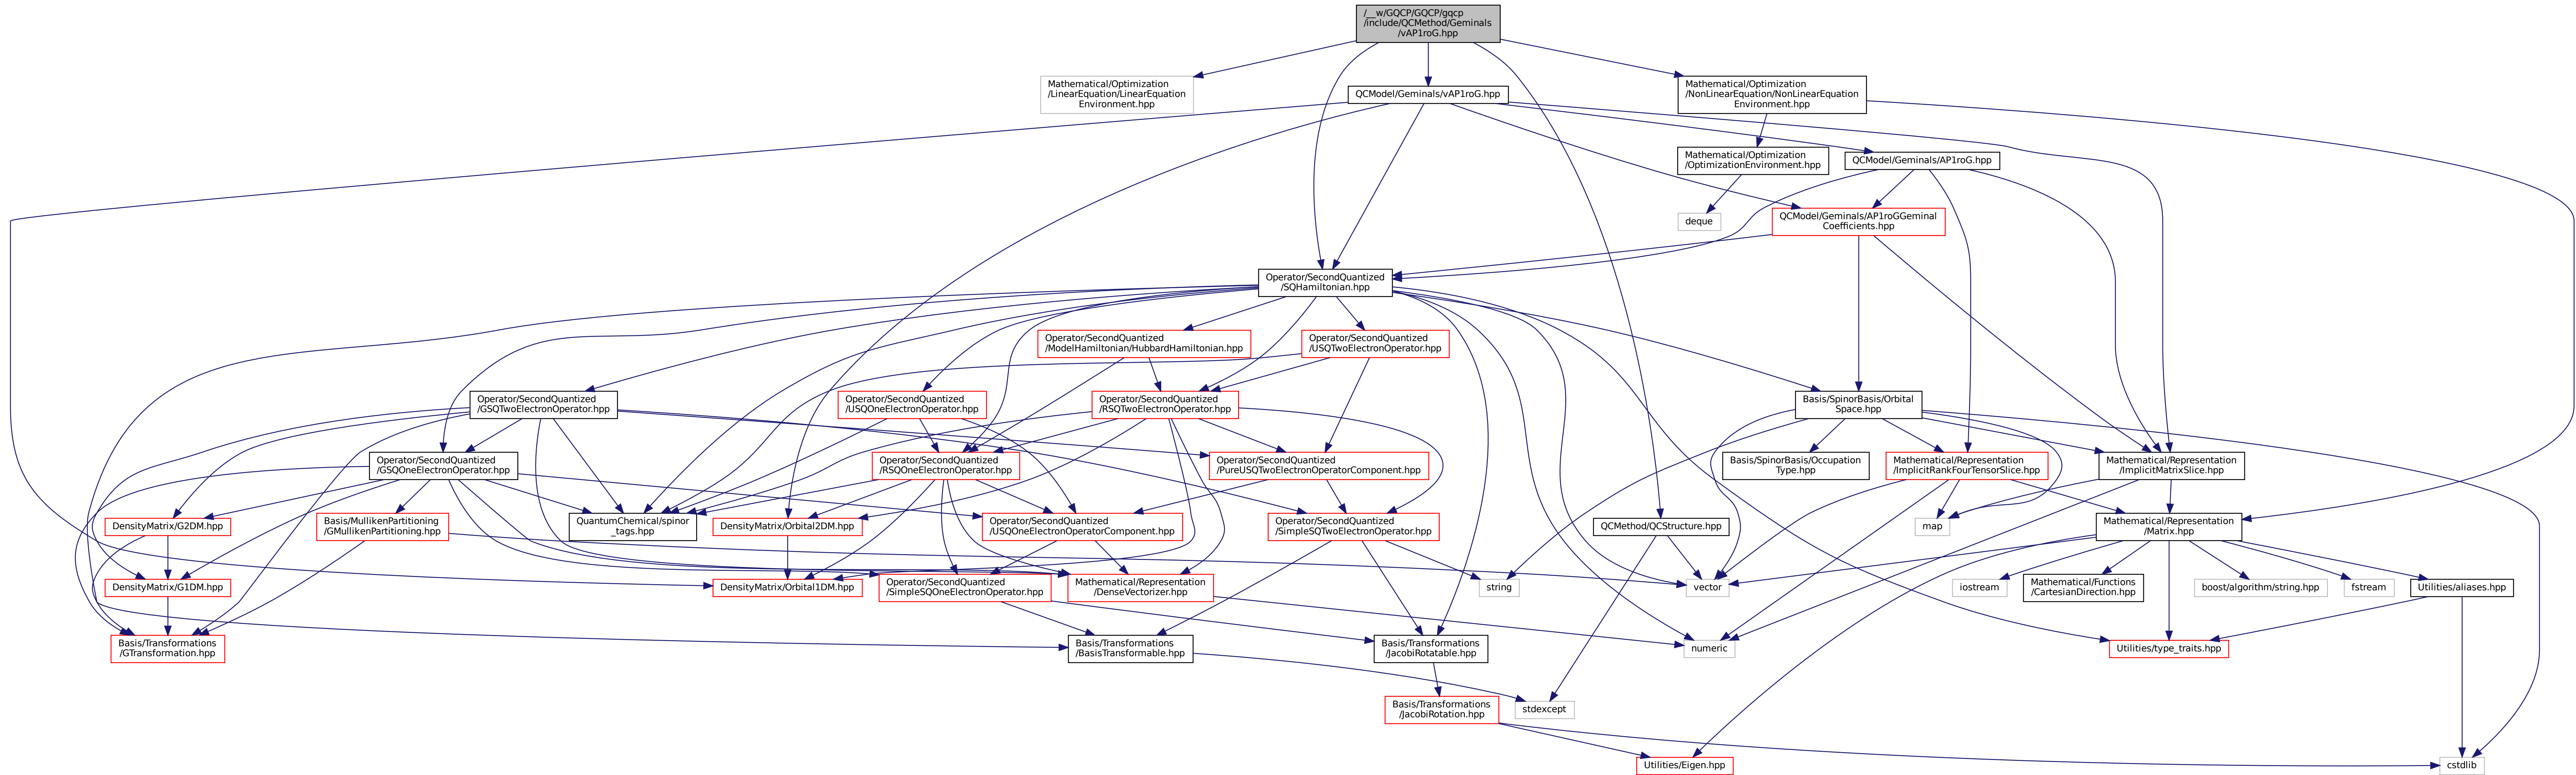 /__w/GQCP/GQCP/gqcp
/include/QCMethod/Geminals
/vAP1roG.hpp
Mathematical/Optimization
/LinearEquation/LinearEquation
Environment.hpp
QCModel/Geminals/vAP1roG.hpp
Mathematical/Optimization
/NonLinearEquation/NonLinearEquation
Environment.hpp
Mathematical/Optimization
/OptimizationEnvironment.hpp
QCModel/Geminals/AP1roG.hpp
deque
QCModel/Geminals/AP1roGGeminal
Coefficients.hpp
Operator/SecondQuantized
/SQHamiltonian.hpp
Operator/SecondQuantized
/ModelHamiltonian/HubbardHamiltonian.hpp
Operator/SecondQuantized
/USQTwoElectronOperator.hpp
Operator/SecondQuantized
/GSQTwoElectronOperator.hpp
Operator/SecondQuantized
/USQOneElectronOperator.hpp
Operator/SecondQuantized
/RSQTwoElectronOperator.hpp
Basis/SpinorBasis/Orbital
Space.hpp
Operator/SecondQuantized
/GSQOneElectronOperator.hpp
Operator/SecondQuantized
/RSQOneElectronOperator.hpp
Operator/SecondQuantized
/PureUSQTwoElectronOperatorComponent.hpp
Basis/SpinorBasis/Occupation
Type.hpp
Mathematical/Representation
/ImplicitRankFourTensorSlice.hpp
Mathematical/Representation
/ImplicitMatrixSlice.hpp
DensityMatrix/G2DM.hpp
Basis/MullikenPartitioning
/GMullikenPartitioning.hpp
QuantumChemical/spinor
_tags.hpp
DensityMatrix/Orbital2DM.hpp
Operator/SecondQuantized
/USQOneElectronOperatorComponent.hpp
Operator/SecondQuantized
/SimpleSQTwoElectronOperator.hpp
QCMethod/QCStructure.hpp
map
Mathematical/Representation
/Matrix.hpp
DensityMatrix/G1DM.hpp
DensityMatrix/Orbital1DM.hpp
Operator/SecondQuantized
/SimpleSQOneElectronOperator.hpp
Mathematical/Representation
/DenseVectorizer.hpp
string
vector
iostream
Mathematical/Functions
/CartesianDirection.hpp
boost/algorithm/string.hpp
fstream
Utilities/aliases.hpp
Basis/Transformations
/GTransformation.hpp
Basis/Transformations
/BasisTransformable.hpp
Basis/Transformations
/JacobiRotatable.hpp
numeric
Utilities/type_traits.hpp
Basis/Transformations
/JacobiRotation.hpp
stdexcept
Utilities/Eigen.hpp
cstdlib